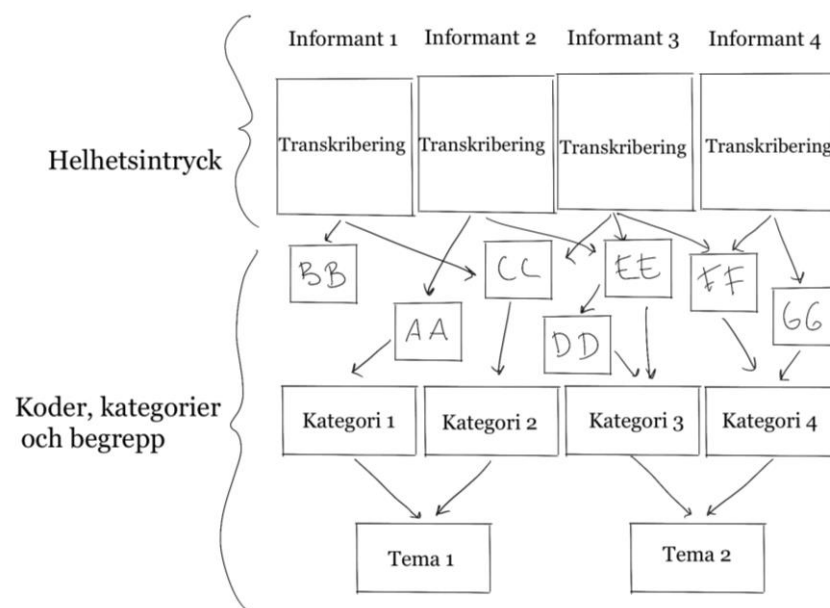 Informant 1 Informant 2 Informant 3 Informant 4
Helhetsintryck
Transkribering Transkribering Transkribering Transkribering
BB CC EE FF
AA DD GG
Koder, kategorier
och begrepp
Kategori 1 Kategori 2 Kategori 3 Kategori 4
Tema 1 Tema 2